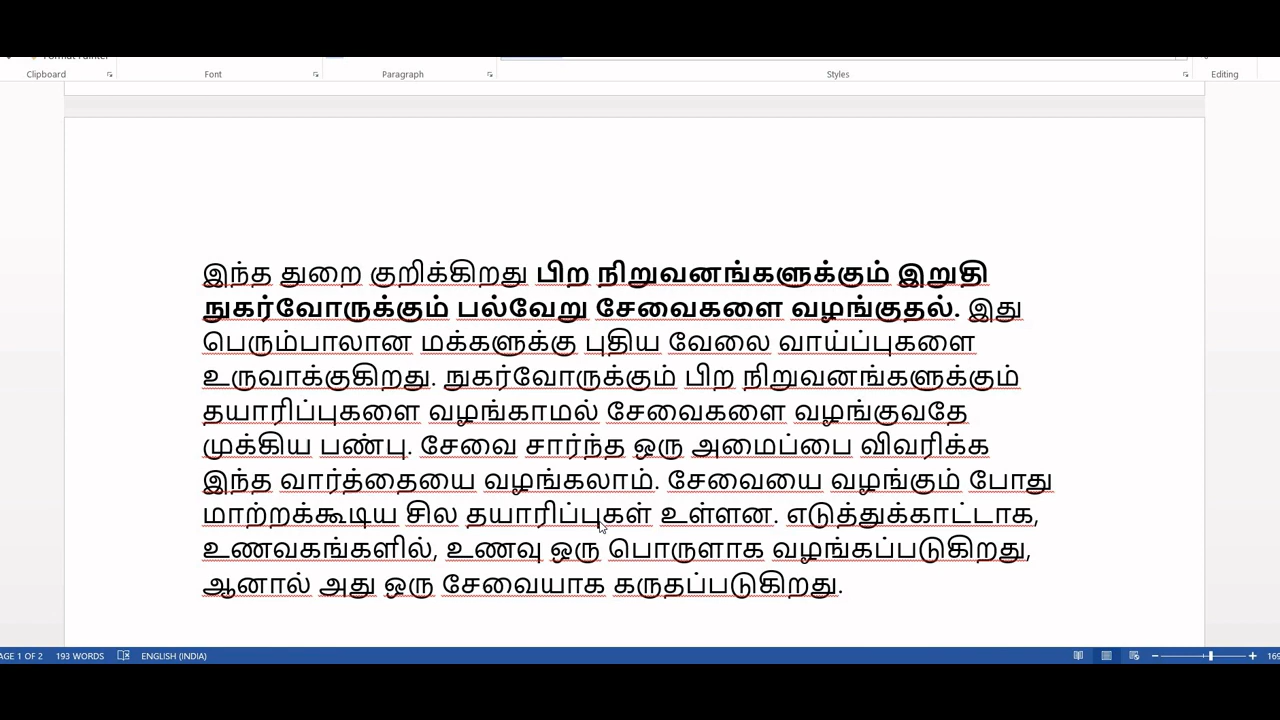 Clipboard Font Paragraph Styles Editing
இந்த துறை குறிக்கிறது பிற நிறுவனங்களுக்கும் இறுதி
நுகர்வோருக்கும் பல்வேறு சேவைகளை வழங்குதல். இது
பெரும்பாலான மக்களுக்கு புதிய வேலை வாய்ப்புகளை
உருவாக்குகிறது. நுகர்வோருக்கும் பிற நிறுவனங்களுக்கும்
தயாரிப்புகளை வழங்காமல் சேவைகளை வழங்குவதே
முக்கிய பண்பு. சேவை சார்ந்த ஒரு அமைப்பை விவரிக்க
இந்த வார்த்தையை வழங்கலாம். சேவையை வழங்கும் போது
மாற்றக்கூடிய சில தயாரிப்புகள் உள்ளன. எடுத்துக்காட்டாக,
உணவகங்களில், உணவு ஒரு பொருளாக வழங்கப்படுகிறது,
ஆனால் அது ஒரு சேவையாக கருதப்படுகிறது.
1 OF 2 193 WORDS ENGLISH (INDIA)